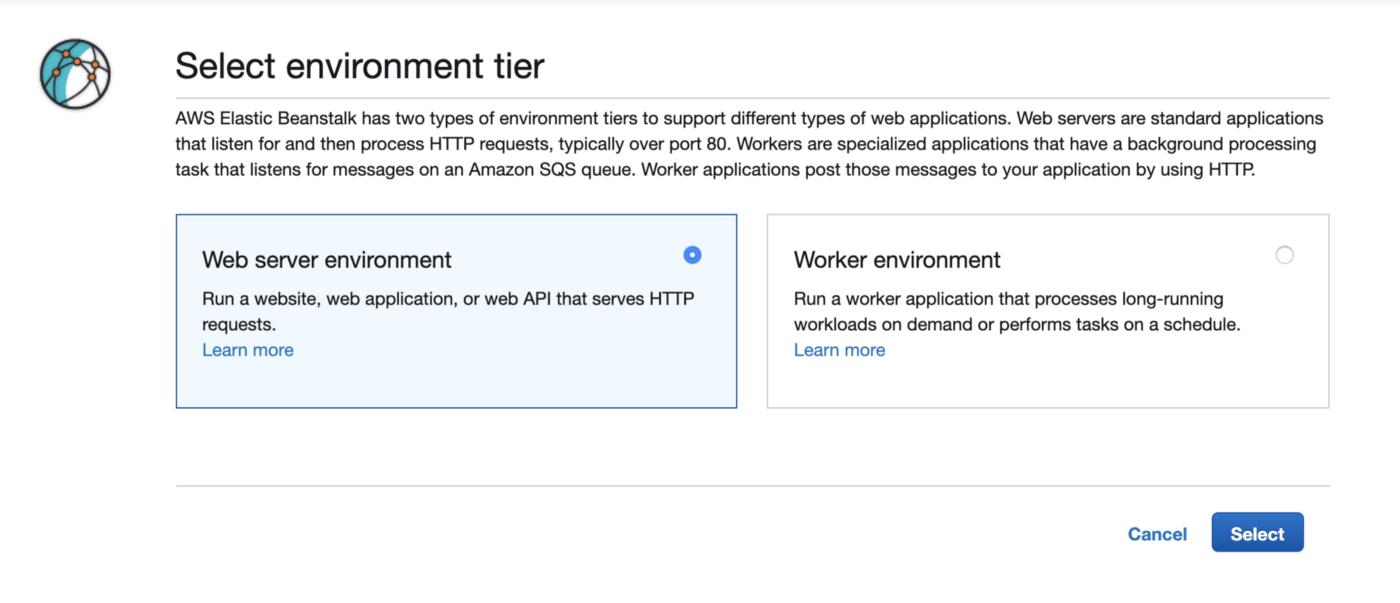 Select environment tier
AWS Elastic Beanstalk has two types of environment tiers to support different types of web applications. Web servers are standard applications
that listen for and then process HTTP requests, typically over port 80. Workers are specialized applications that have a background processing
task that listens for messages on an Amazon SQS queue. Worker applications post those messages to your application by using HTTP.
Web server environment
Run a website, web application, or web API that serves HTTP
requests.
Learn more
Worker environment
Run a worker application that processes long-running
workloads on demand or performs tasks on a schedule.
Learn more
Cancel
Select